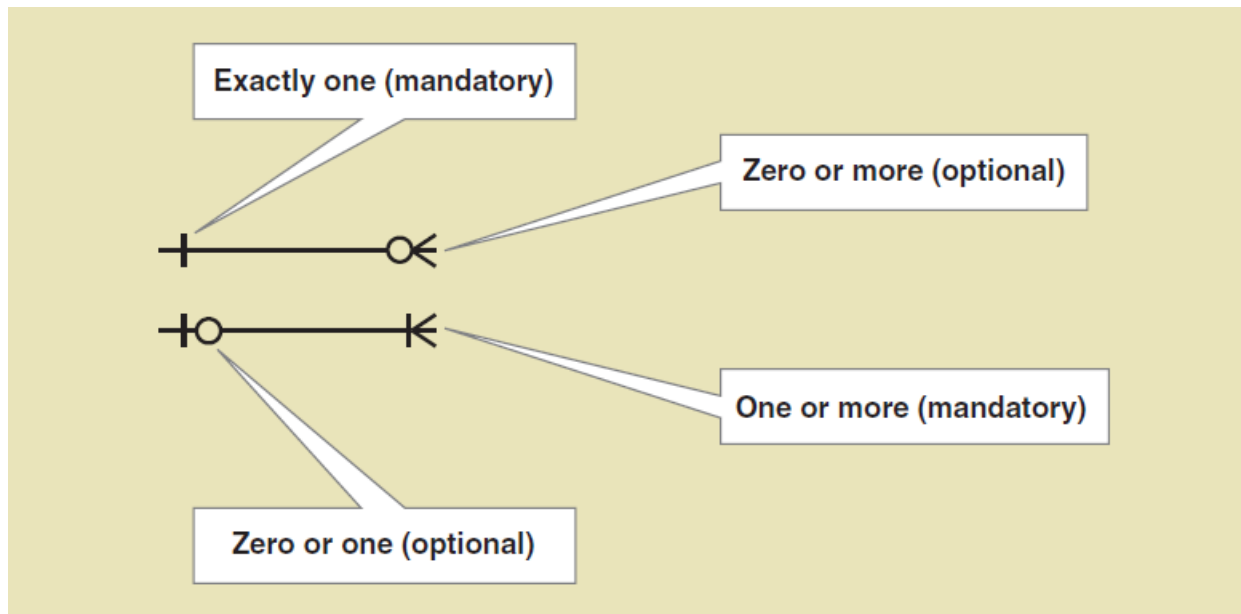 Exactly one (mandatory)
Zero or more (optional)
One or more (mandatory)
Zero or one (optional)